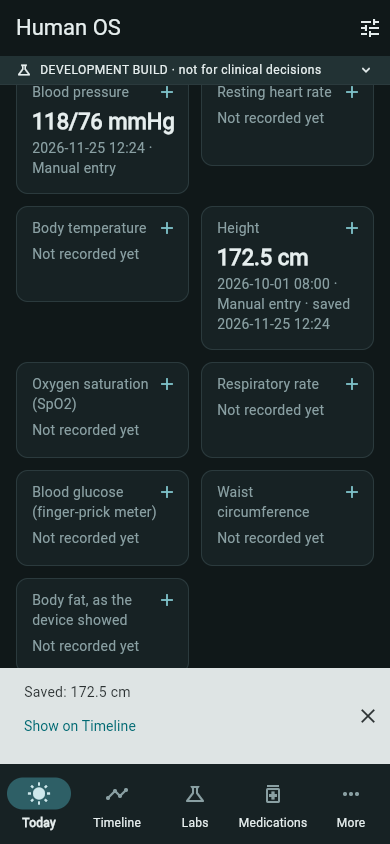 Human OS
DEVELOPMENT BUILD · not for clinical decisions
Blood pressure
118/76 mmHg
2026-11-25 12:24 ·
Manual entry
Resting heart rate
Not recorded yet
Body temperature
Not recorded yet
Height
172.5 cm
2026-10-01 08:00 ·
Manual entry · saved
2026-11-25 12:24
Oxygen saturation
(SpO2)
Not recorded yet
Respiratory rate
Not recorded yet
Blood glucose
(finger-prick meter)
Not recorded yet
Waist
circumference
Not recorded yet
Body fat, as the
device showed
Not recorded yet
Saved: 172.5 cm
Show on Timeline
Today
Timeline
Labs
Medications
More